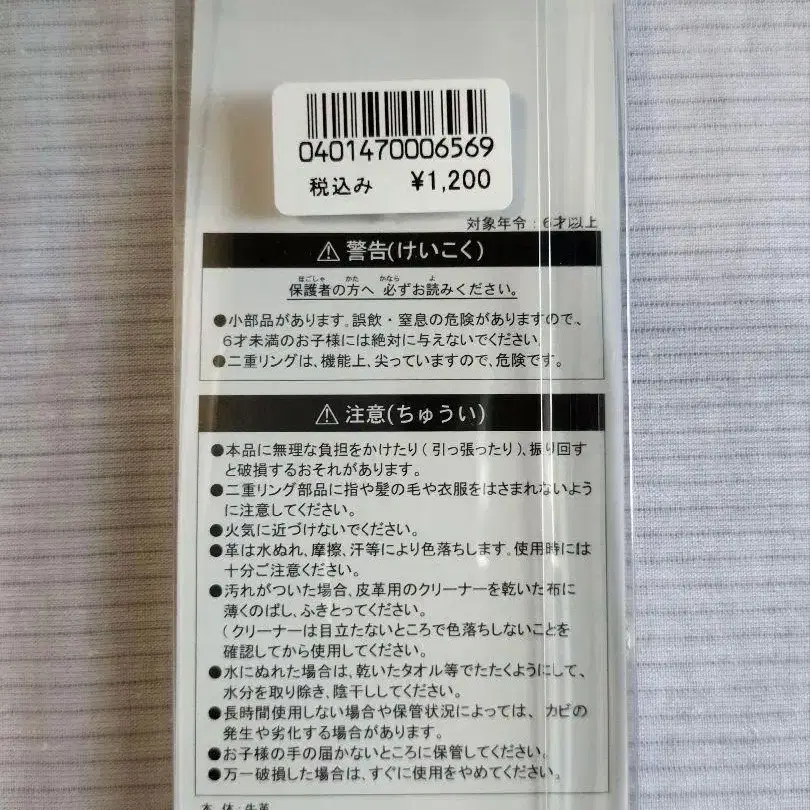 0401470006569
税込み ¥1,200
対象年令：6才以上
⚠警告(けいこく)
ほごしゃ かた かなら よ
保護者の方へ 必ずお読みください。
●小部品があります。誤飲・窒息の危険がありますので、
6才未満のお子様には絶対に与えないでください。
●二重リングは、機能上、尖っていますので、危険です。
⚠注意(ちゅうい)
●本品に無理な負担をかけたり(引っ張ったり)、振り回す
と破損するおそれがあります。
●二重リング部品に指や髪の毛や衣服をはさまれないよう
に注意してください。
●火気に近づけないでください。
●革は水ぬれ、摩擦、汗等により色落ちします。使用時には
十分ご注意ください。
●汚れがついた場合、皮革用のクリーナーを乾いた布に
薄くのばし、ふきとってください。
(クリーナーは目立たないところで色落ちしないことを
確認してから使用してください。
●水にぬれた場合は、乾いたタオル等でたたくようにして、
水分を取り除き、陰干ししてください。
●長時間使用しない場合や保管状況によっては、カビの
発生や劣化する場合があります。
●お子様の手の届かないところに保管してください。
●万一破損した場合は、すぐに使用をやめてください。
本 体：牛革